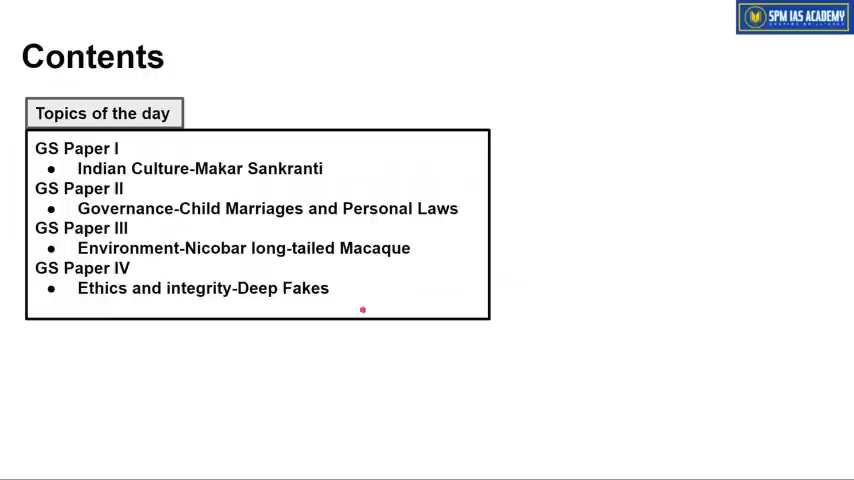 SPM IAS ACADEMY
Contents
Topics of the day
GS Paper I
● Indian Culture-Makar Sankranti
GS Paper II
● Governance-Child Marriages and Personal Laws
GS Paper III
● Environment-Nicobar long-tailed Macaque
GS Paper IV
● Ethics and integrity-Deep Fakes